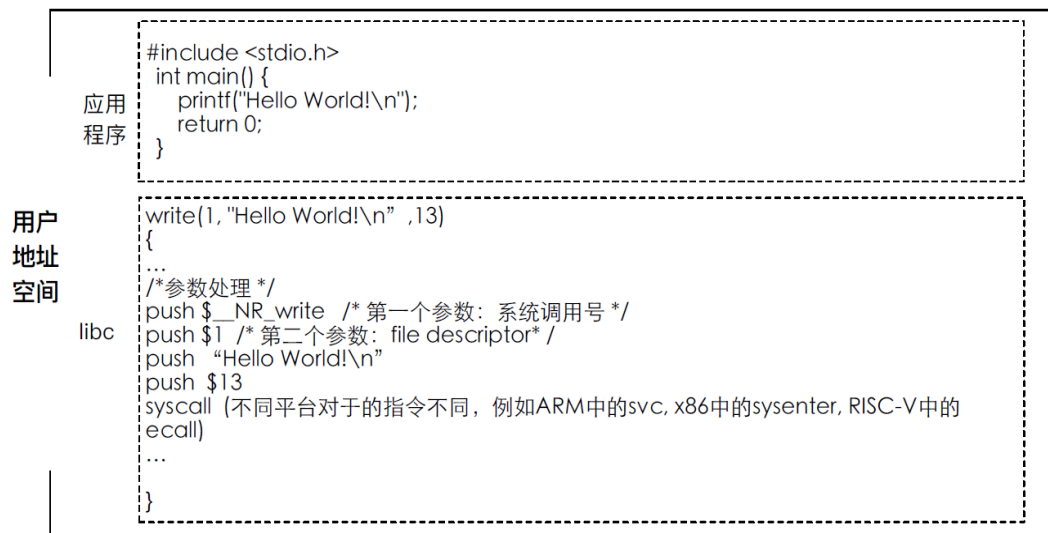 #include <stdio.h>
int main() {
printf("Hello World!\n");
return 0;
}
应用
程序
用户
地址
空间
write(1, "Hello World!\n” ,13)
{
...
/*参数处理 */
push $__NR_write /* 第一个参数：系统调用号 */
push $1 /* 第二个参数：file descriptor* /
push “Hello World!\n”
push $13
syscall (不同平台对于的指令不同，例如ARM中的svc, x86中的sysenter, RISC-V中的
ecall)
...
}
libc